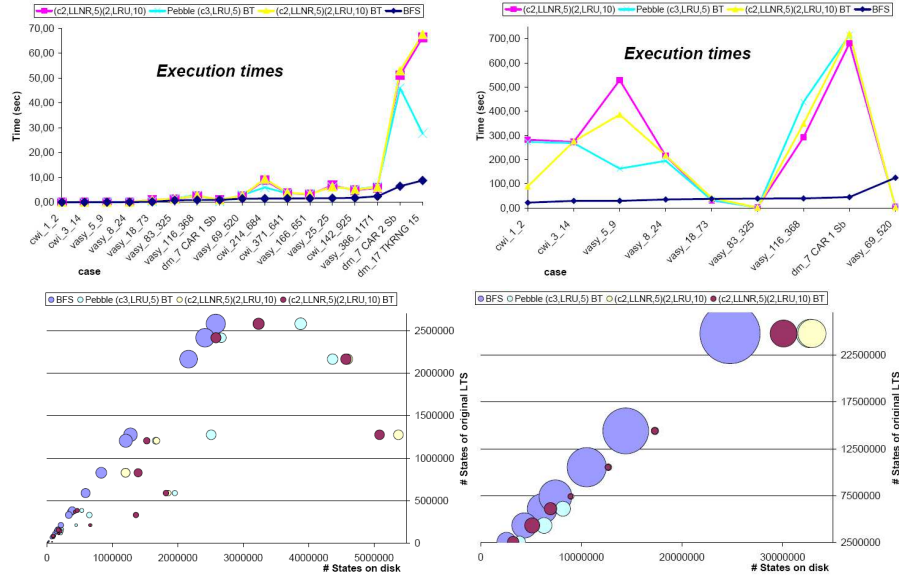 (c2,LLNR,5)(2,LRU,10) Pebble (c3,LRU,5) BT (c2,LLNR,5)(2,LRU,10) BT BFS
Execution times
Time (sec)
70,00
60,00
50,00
40,00
30,00
20,00
10,00
0,00
cwi_1_2
cwi_3_14
vasy_5_9
vasy_8_24
vasy_18_73
vasy_83_325
vasy_116_368
dm_7 CAR 1 Sb
vasy_69_520
cwi_214_684
cwi_371_641
vasy_166_651
vasy_25_25
cwi_142_925
vasy_386_1171
dm_7 CAR 2 Sb
dm_17 TKRNG 15
case
(c2,LLNR,5)(2,LRU,10) Pebble (c3,LRU,5) BT (c2,LLNR,5)(2,LRU,10) BT BFS
Execution times
Time (sec)
700,00
600,00
500,00
400,00
300,00
200,00
100,00
0,00
cwi_1_2
cwi_3_14
vasy_5_9
vasy_8_24
vasy_18_73
vasy_83_325
vasy_116_368
dm_7 CAR 1 Sb
vasy_69_520
case
BFS Pebble (c3,LRU,5) BT (c2,LLNR,5)(2,LRU,10) (c2,LLNR,5)(2,LRU,10) BT
2500000
2000000
1500000
1000000
500000
0
# States of original LTS
0 1000000 2000000 3000000 4000000 5000000
# States on disk
BFS Pebble (c3,LRU,5) BT (c2,LLNR,5)(2,LRU,10) (c2,LLNR,5)(2,LRU,10) BT
22500000
17500000
12500000
7500000
2500000
# States of original LTS
0 10000000 20000000 30000000
# States on disk